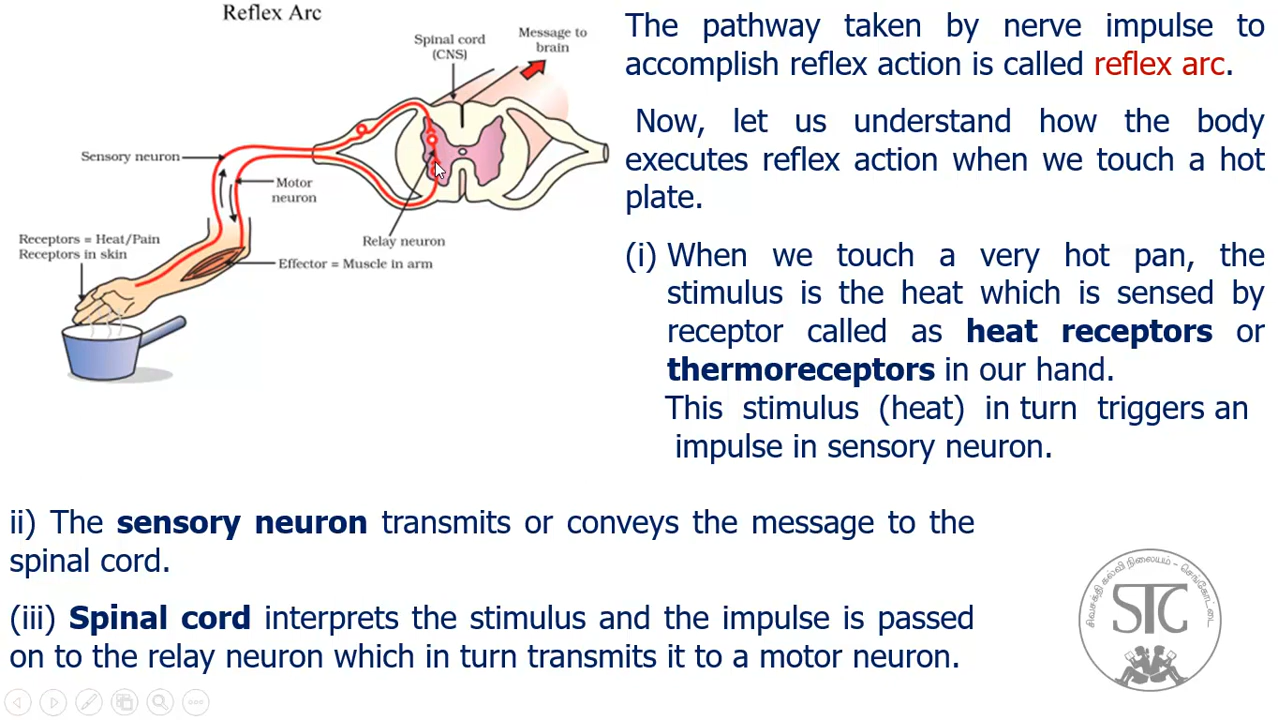 Reflex Arc
Spinal cord
(CNS)
Message to
brain
Sensory neuron
Motor
neuron
Relay neuron
Receptors = Heat/Pain
Receptors in skin
Effector = Muscle in arm
The pathway taken by nerve impulse to
accomplish reflex action is called reflex arc.
Now, let us understand how the body
executes reflex action when we touch a hot
plate.
(i) When we touch a very hot pan, the
stimulus is the heat which is sensed by
receptor called as heat receptors or
thermoreceptors in our hand.
This stimulus (heat) in turn triggers an
impulse in sensory neuron.
ii) The sensory neuron transmits or conveys the message to the
spinal cord.
(iii) Spinal cord interprets the stimulus and the impulse is passed
on to the relay neuron which in turn transmits it to a motor neuron.
சிவசக்தி கல்வி நிலையம் - செங்கோட்டை
STC